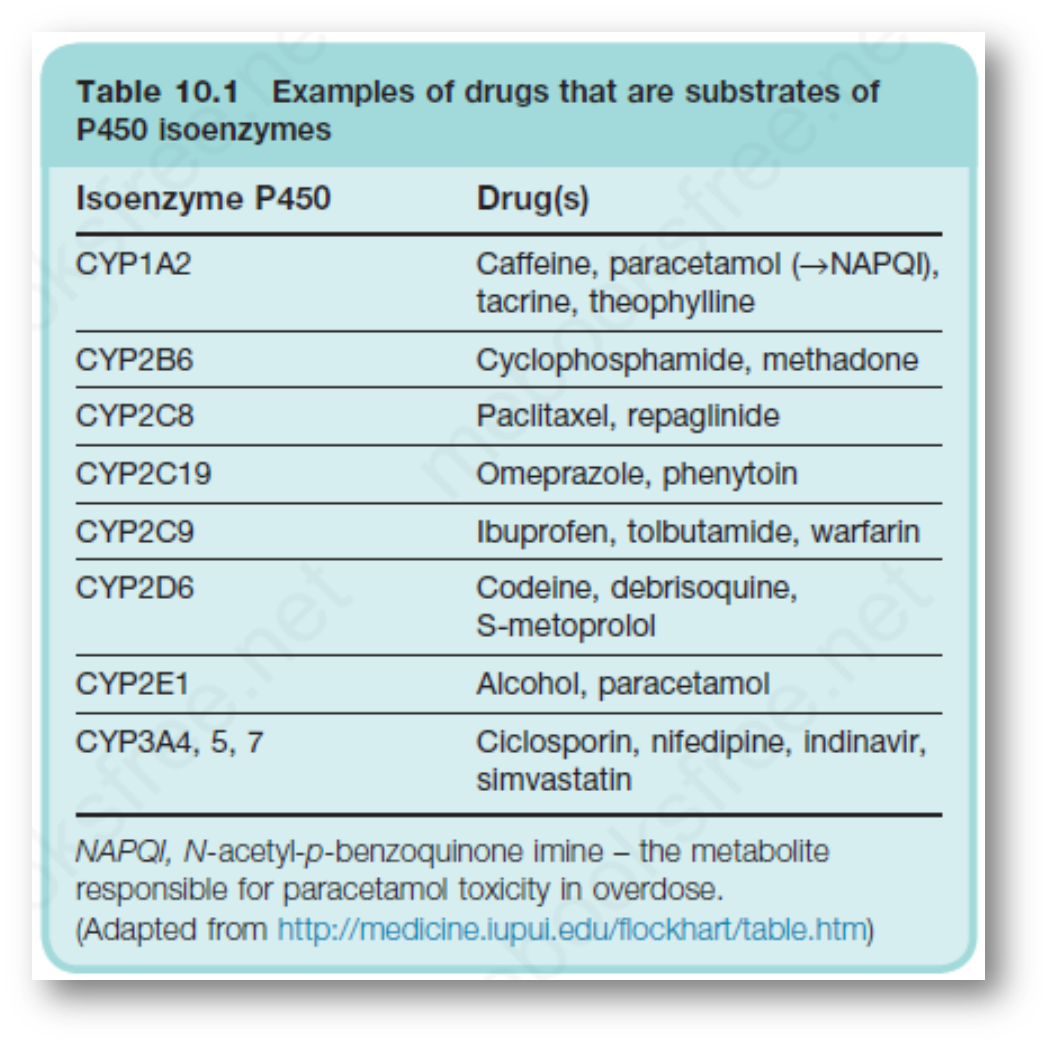 Table 10.1 Examples of drugs that are substrates of
P450 isoenzymes
Isoenzyme P450 Drug(s)
CYP1A2 Caffeine, paracetamol (→NAPQI),
tacrine, theophylline
CYP2B6 Cyclophosphamide, methadone
CYP2C8 Paclitaxel, repaglinide
CYP2C19 Omeprazole, phenytoin
CYP2C9 Ibuprofen, tolbutamide, warfarin
CYP2D6 Codeine, debrisoquine,
S-metoprolol
CYP2E1 Alcohol, paracetamol
CYP3A4, 5, 7 Ciclosporin, nifedipine, indinavir,
simvastatin
NAPQI, N-acetyl-p-benzoquinone imine – the metabolite
responsible for paracetamol toxicity in overdose.
(Adapted from http://medicine.iupui.edu/flockhart/table.htm)